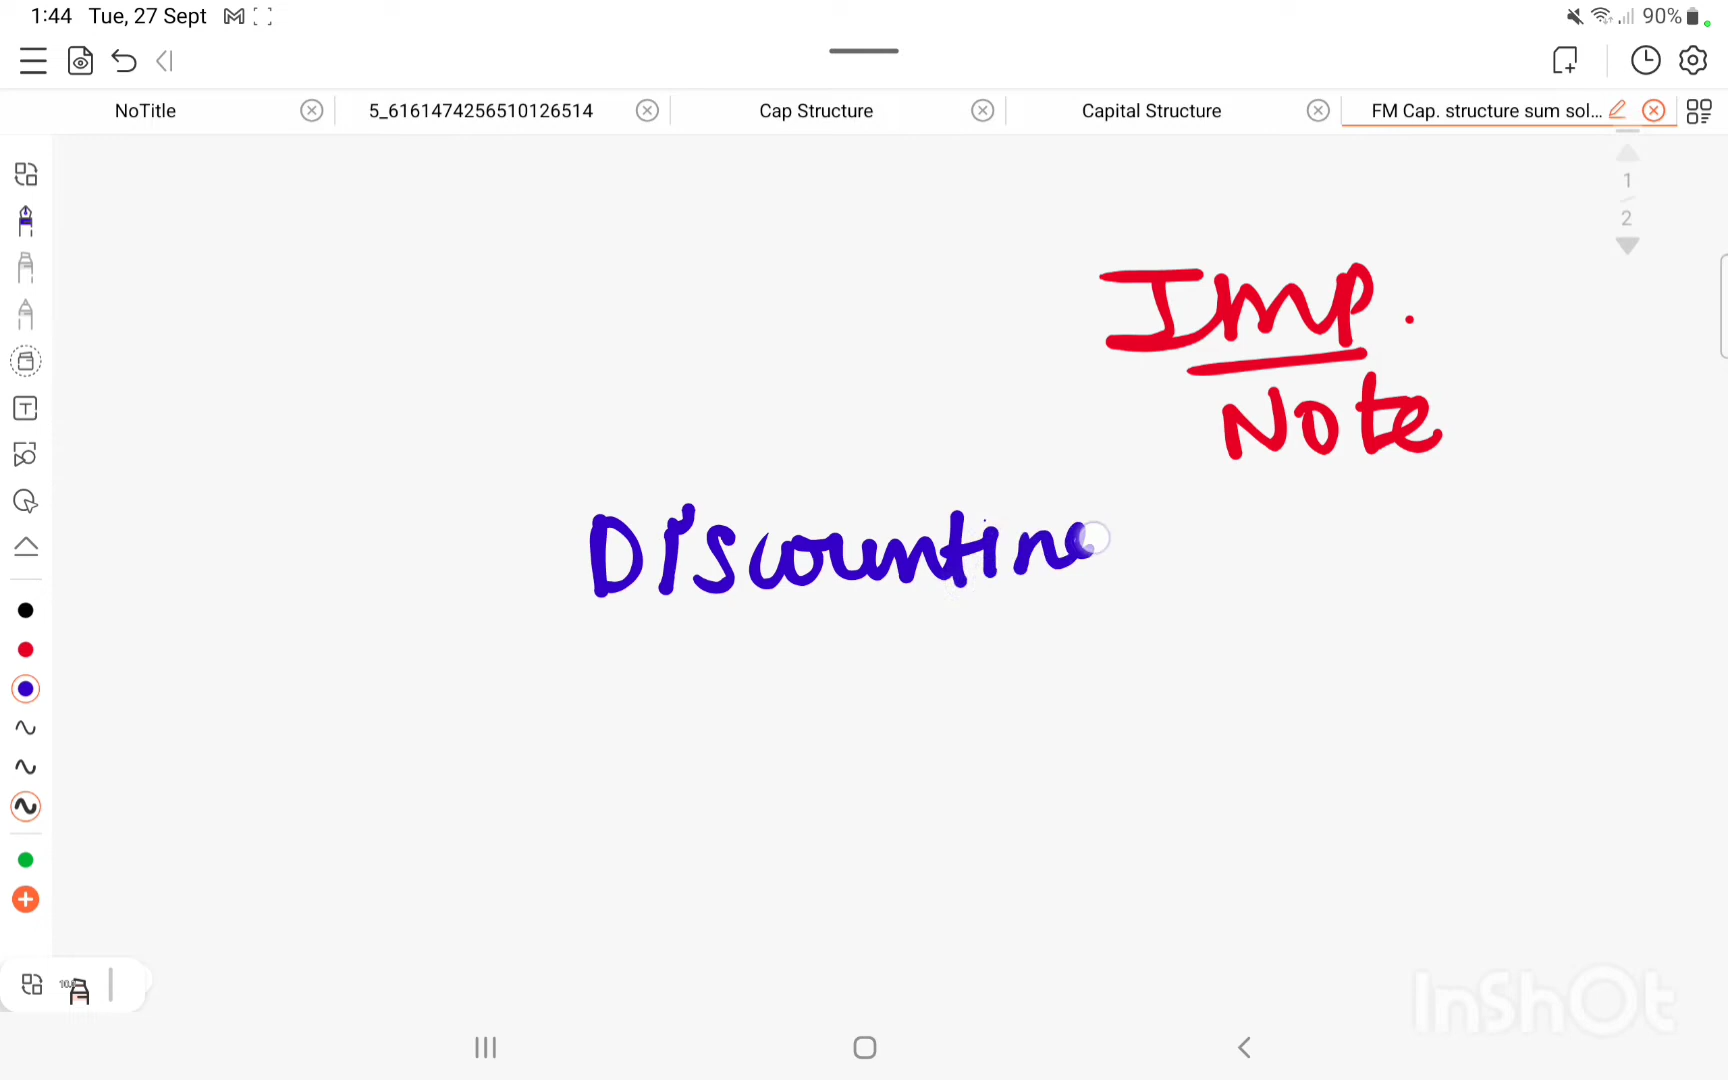 1:44 Tue, 27 Sept 90%
NoTitle 5_6161474256510126514 Cap Structure Capital Structure FM Cap. structure sum sol...
1
2
Imp.
Note
Discountin
InShOt